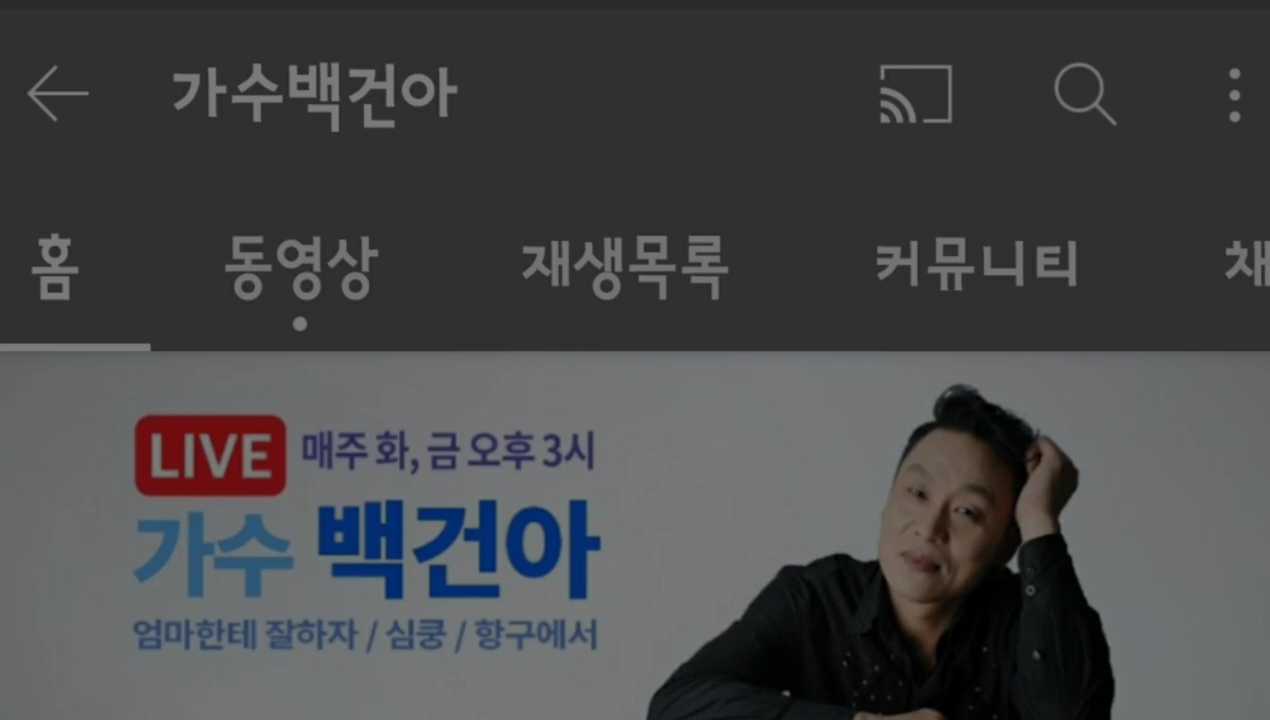 가수백건아
홈 동영상 재생목록 커뮤니티 채
LIVE 매주 화, 금 오후 3시
가수 백건아
엄마한테 잘하자 / 심쿵 / 항구에서